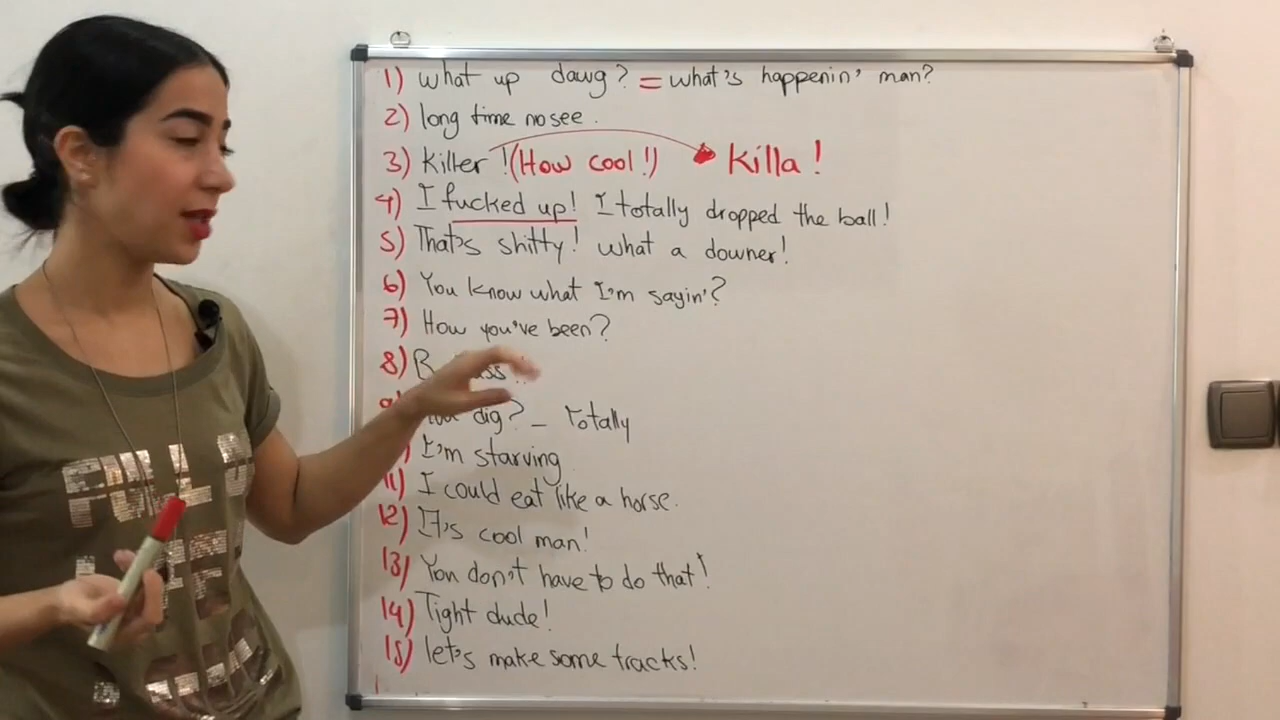 1) what up dawg? = what's happenin' man?
2) long time no see.
3) Killer! (How cool!) Killa!
4) I fucked up! I totally dropped the ball!
5) That's shitty! what a downer!
6) You know what I'm sayin'?
7) How you've been?
8)
dig? - Totally
I'm starving
11) I could eat like a horse.
12) It's cool man!
13) You don't have to do that!
14) Tight dude!
15) let's make some tracks!
FULL